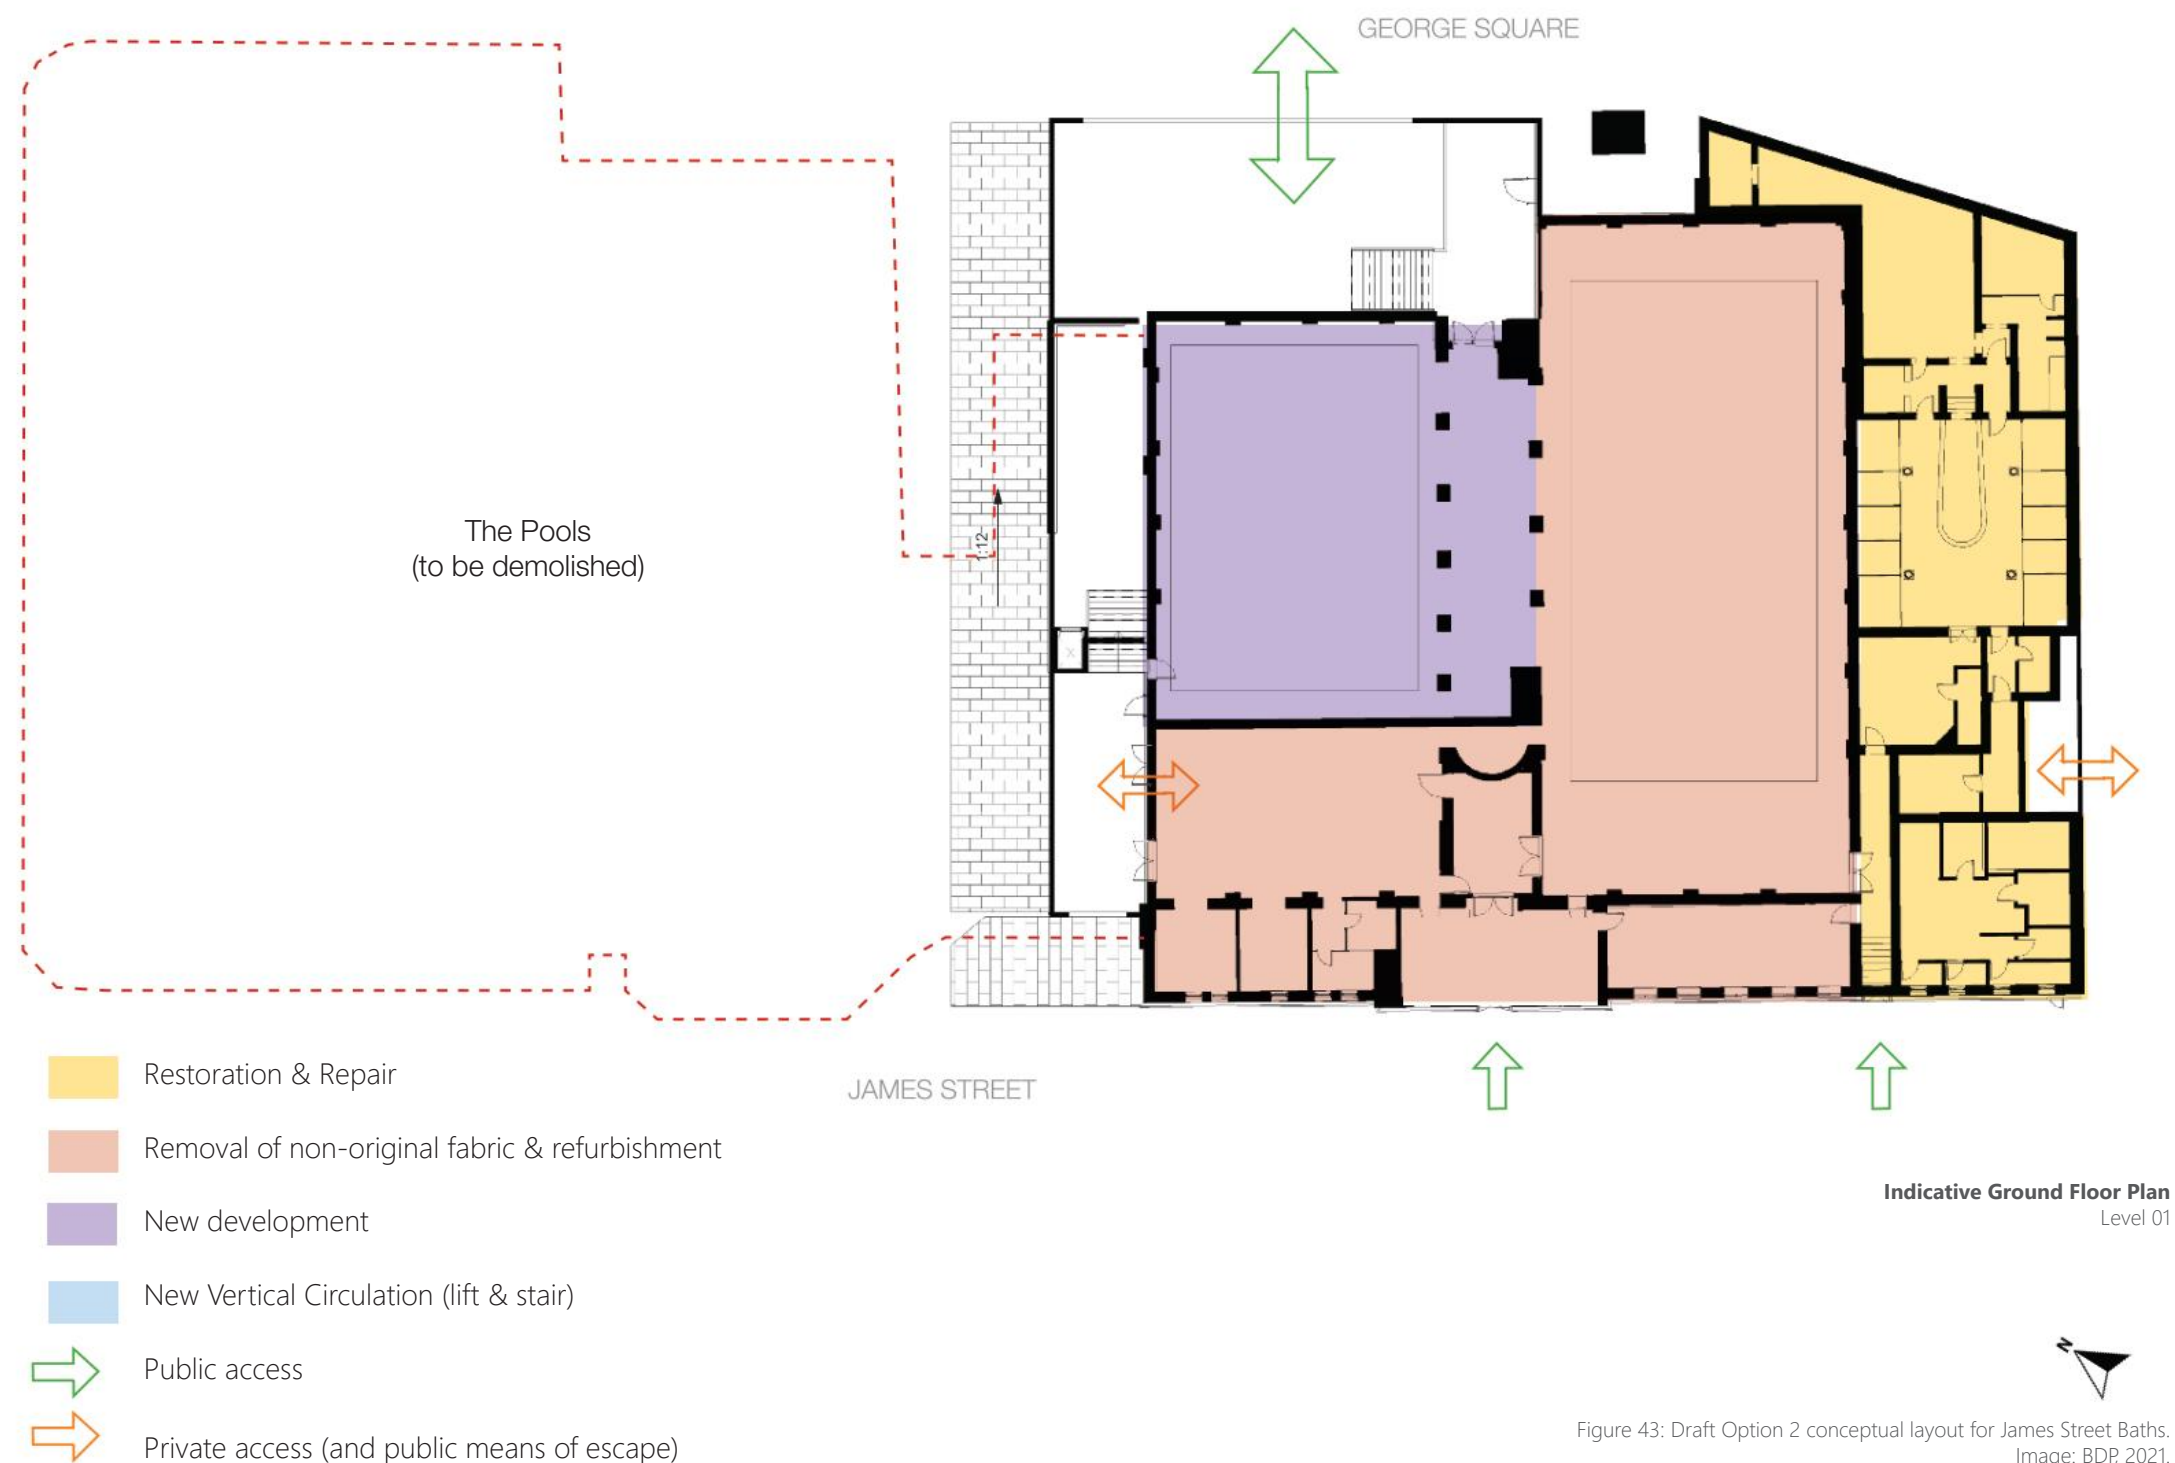 GEORGE SQUARE
The Pools
(to be demolished)
1:12
X
Restoration & Repair
JAMES STREET
Removal of non-original fabric & refurbishment
New development
New Vertical Circulation (lift & stair)
Public access
Private access (and public means of escape)
Indicative Ground Floor Plan
Level 01
N
Figure 43: Draft Option 2 conceptual layout for James Street Baths.
Image: BDP, 2021.